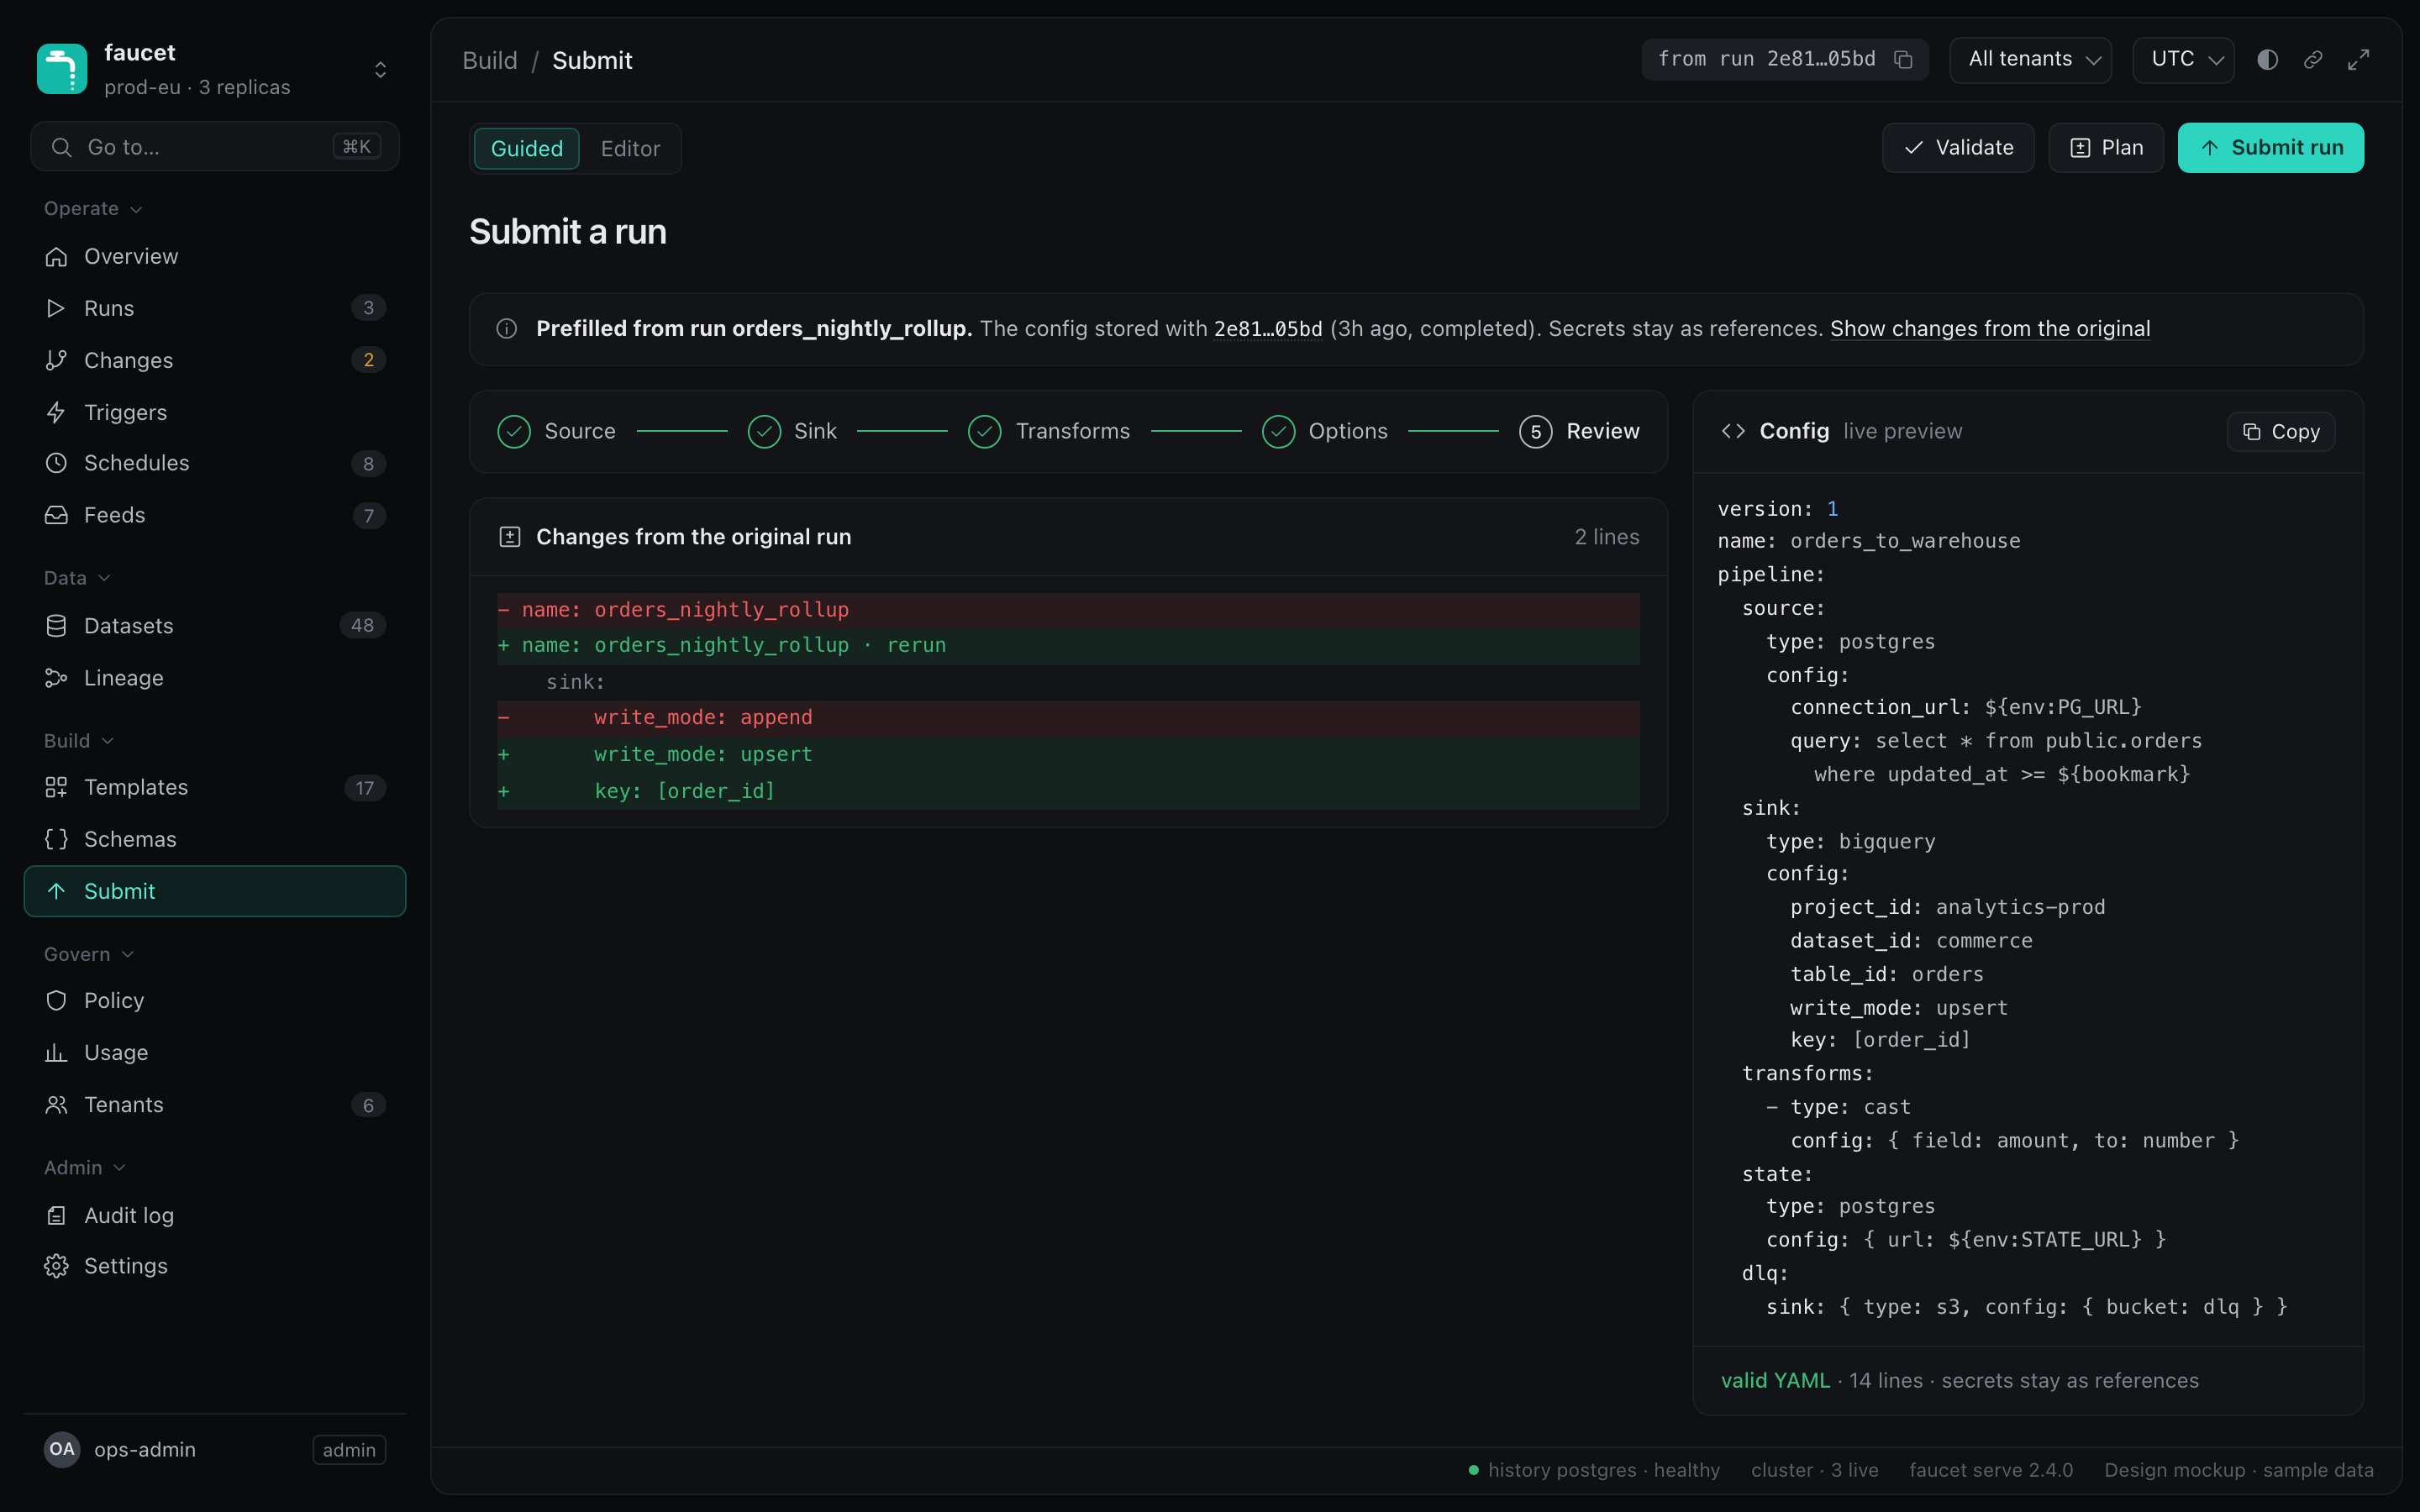 faucet
prod-eu · 3 replicas
Go to...
⌘K
Operate
Overview
Runs 3
Changes 2
Triggers
Schedules 8
Feeds 7
Data
Datasets 48
Lineage
Build
Templates 17
Schemas
Submit
Govern
Policy
Usage
Tenants 6
Admin
Audit log
Settings
OA ops-admin admin
Build / Submit
from run 2e81…05bd
All tenants
UTC
Guided Editor
Validate Plan Submit run
Submit a run
Prefilled from run orders_nightly_rollup. The config stored with 2e81…05bd (3h ago, completed). Secrets stay as references. Show changes from the original
Source Sink Transforms Options 5 Review
Changes from the original run 2 lines
− name: orders_nightly_rollup
+ name: orders_nightly_rollup · rerun
sink:
− write_mode: append
+ write_mode: upsert
+ key: [order_id]
Config live preview Copy
version: 1
name: orders_to_warehouse
pipeline:
source:
type: postgres
config:
connection_url: ${env:PG_URL}
query: select * from public.orders
where updated_at >= ${bookmark}
sink:
type: bigquery
config:
project_id: analytics-prod
dataset_id: commerce
table_id: orders
write_mode: upsert
key: [order_id]
transforms:
- type: cast
config: { field: amount, to: number }
state:
type: postgres
config: { url: ${env:STATE_URL} }
dlq:
sink: { type: s3, config: { bucket: dlq } }
valid YAML · 14 lines · secrets stay as references
history postgres · healthy cluster · 3 live faucet serve 2.4.0 Design mockup · sample data